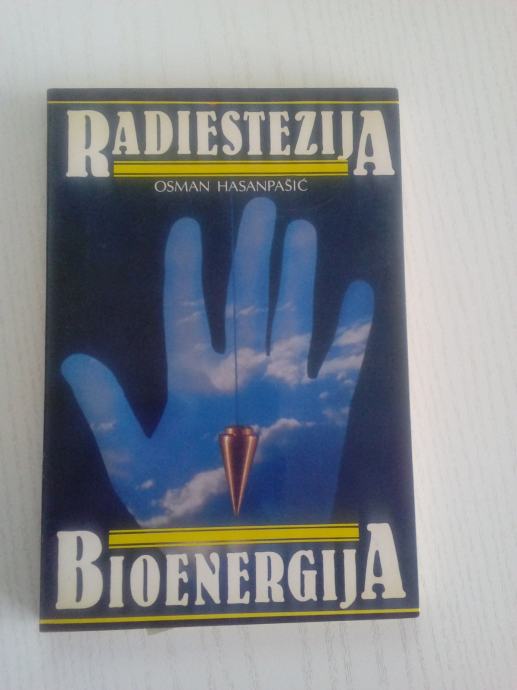 RADIESTEZIJA
OSMAN HASANPAŠIĆ
BIOENERGIJA